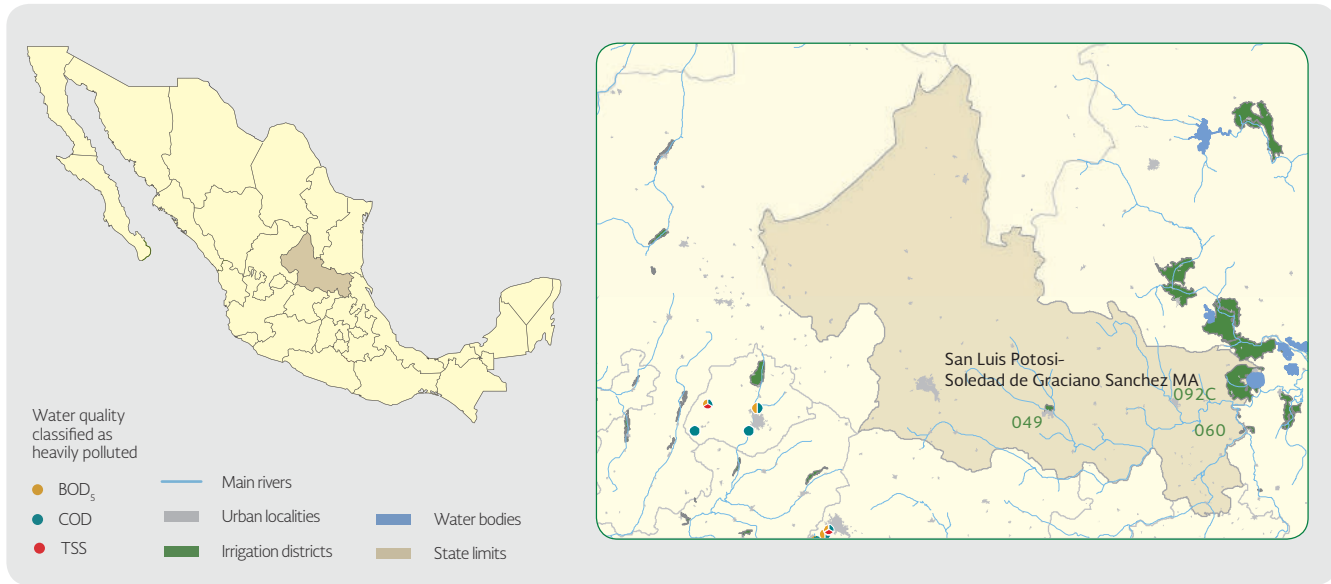 San Luis Potosi–
Soledad de Graciano Sanchez MA
092C
049
060
Water quality
classified as
heavily polluted
BOD5
COD
TSS
Main rivers
Urban localities
Irrigation districts
Water bodies
State limits